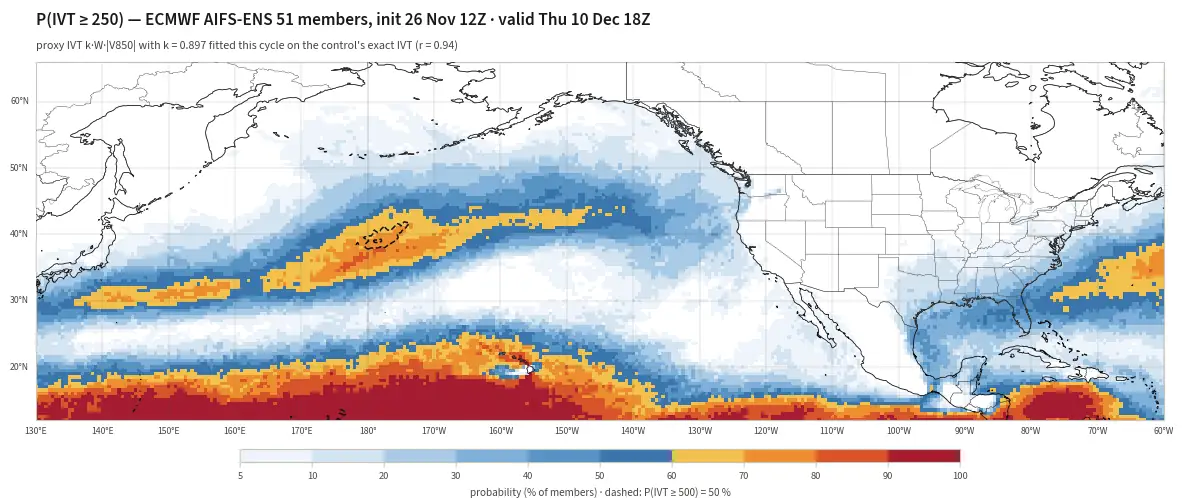 P(IVT ≥ 250) — ECMWF AIFS-ENS 51 members, init 26 Nov 12Z · valid Thu 10 Dec 18Z
proxy IVT k·W·|V850| with k = 0.897 fitted this cycle on the control's exact IVT (r = 0.94)
60°N
50°N
40°N
30°N
20°N
130°E 140°E 150°E 160°E 180° 170°W 160°W 150°W 140°W 130°W 120°W 110°W 100°W 90°W 80°W 70°W 60°W
5 10 20 30 40 50 60 70 80 90 100
probability (% of members) · dashed: P(IVT ≥ 500) = 50 %